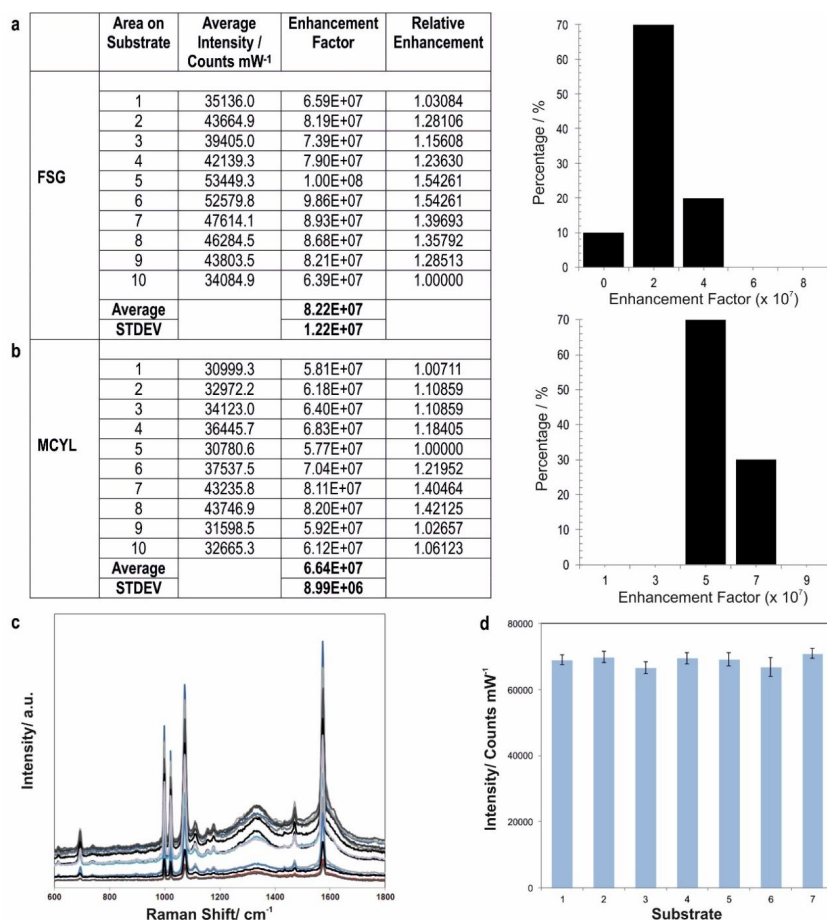 a
Area on Substrate | Average Intensity / Counts mW⁻¹ | Enhancement Factor | Relative Enhancement
FSG
1 | 35136.0 | 6.59E+07 | 1.03084
2 | 43664.9 | 8.19E+07 | 1.28106
3 | 39405.0 | 7.39E+07 | 1.15608
4 | 42139.3 | 7.90E+07 | 1.23630
5 | 53449.3 | 1.00E+08 | 1.54261
6 | 52579.8 | 9.86E+07 | 1.54261
7 | 47614.1 | 8.93E+07 | 1.39693
8 | 46284.5 | 8.68E+07 | 1.35792
9 | 43803.5 | 8.21E+07 | 1.28513
10 | 34084.9 | 6.39E+07 | 1.00000
Average | 8.22E+07
STDEV | 1.22E+07
Percentage / %
70
60
50
40
30
20
10
0
0 2 4 6 8
Enhancement Factor (x 10⁷)
b
MCYL
1 | 30999.3 | 5.81E+07 | 1.00711
2 | 32972.2 | 6.18E+07 | 1.10859
3 | 34123.0 | 6.40E+07 | 1.10859
4 | 36445.7 | 6.83E+07 | 1.18405
5 | 30780.6 | 5.77E+07 | 1.00000
6 | 37537.5 | 7.04E+07 | 1.21952
7 | 43235.8 | 8.11E+07 | 1.40464
8 | 43746.9 | 8.20E+07 | 1.42125
9 | 31598.5 | 5.92E+07 | 1.02657
10 | 32665.3 | 6.12E+07 | 1.06123
Average | 6.64E+07
STDEV | 8.99E+06
Percentage / %
70
60
50
40
30
20
10
0
1 3 5 7 9
Enhancement Factor (x 10⁷)
c
Intensity/ a.u.
600 800 1000 1200 1400 1600 1800
Raman Shift/ cm⁻¹
d
Intensity/ Counts mW⁻¹
80000
60000
40000
20000
0
1 2 3 4 5 6 7
Substrate